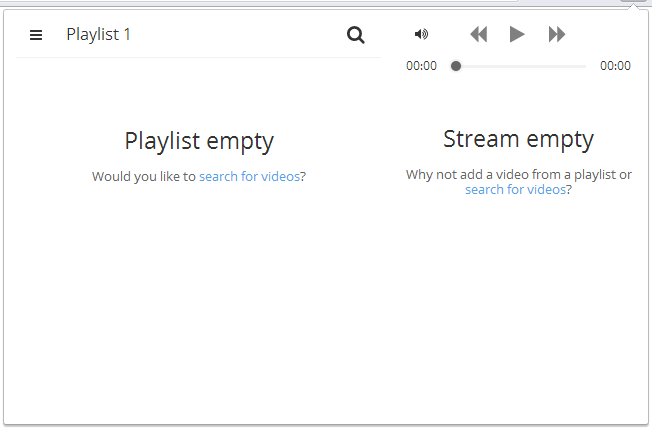 Playlist 1
Playlist empty
Would you like to search for videos?
00:00
00:00
Stream empty
Why not add a video from a playlist or
search for videos?